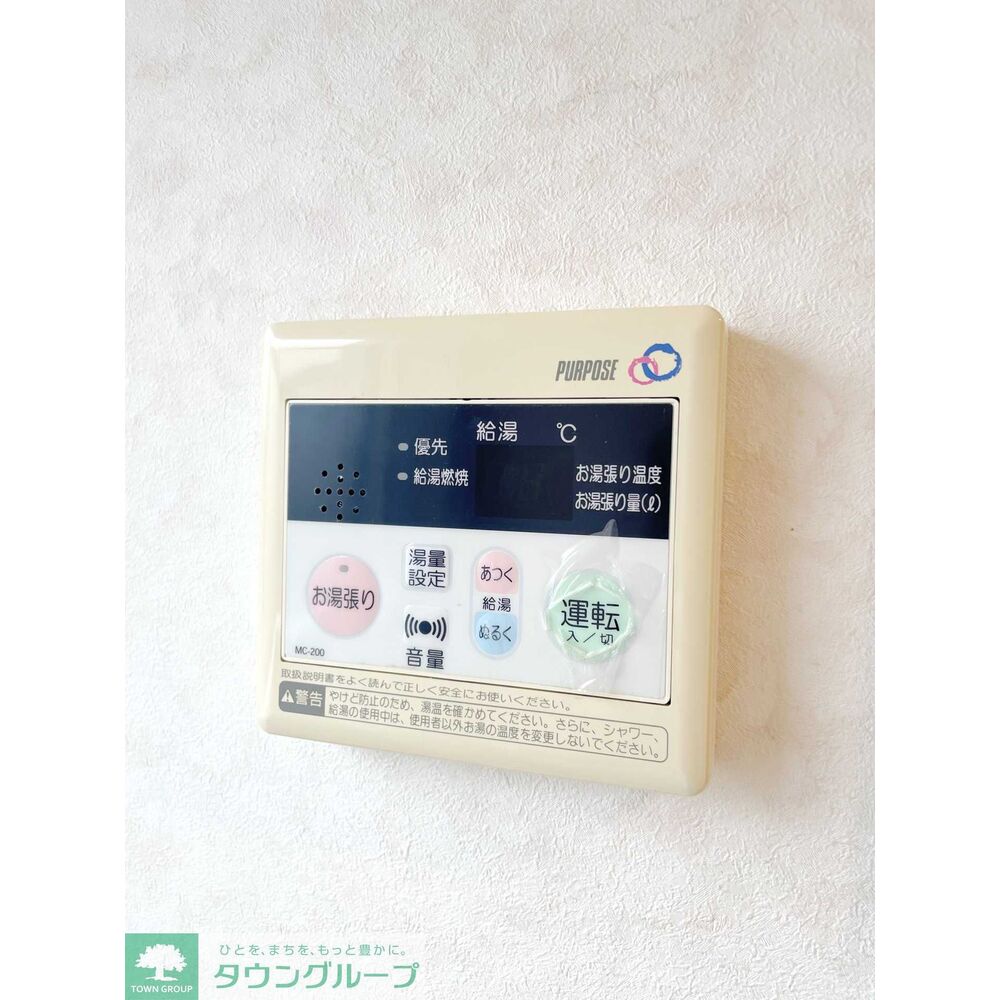 PURPOSE
給湯 ℃
優先
給湯燃焼
お湯張り温度
お湯張り量(ℓ)
お湯張り
湯量
設定
音量
あつく
給湯
ぬるく
運転
入／切
MC-200
取扱説明書をよく読んで正しく安全にお使いください。
警告
やけど防止のため、湯温を確かめてください。さらに、シャワー、
給湯の使用中は、使用者以外お湯の温度を変更しないでください。
TOWN GROUP
ひとを、まちを、もっと豊かに。
タウングループ